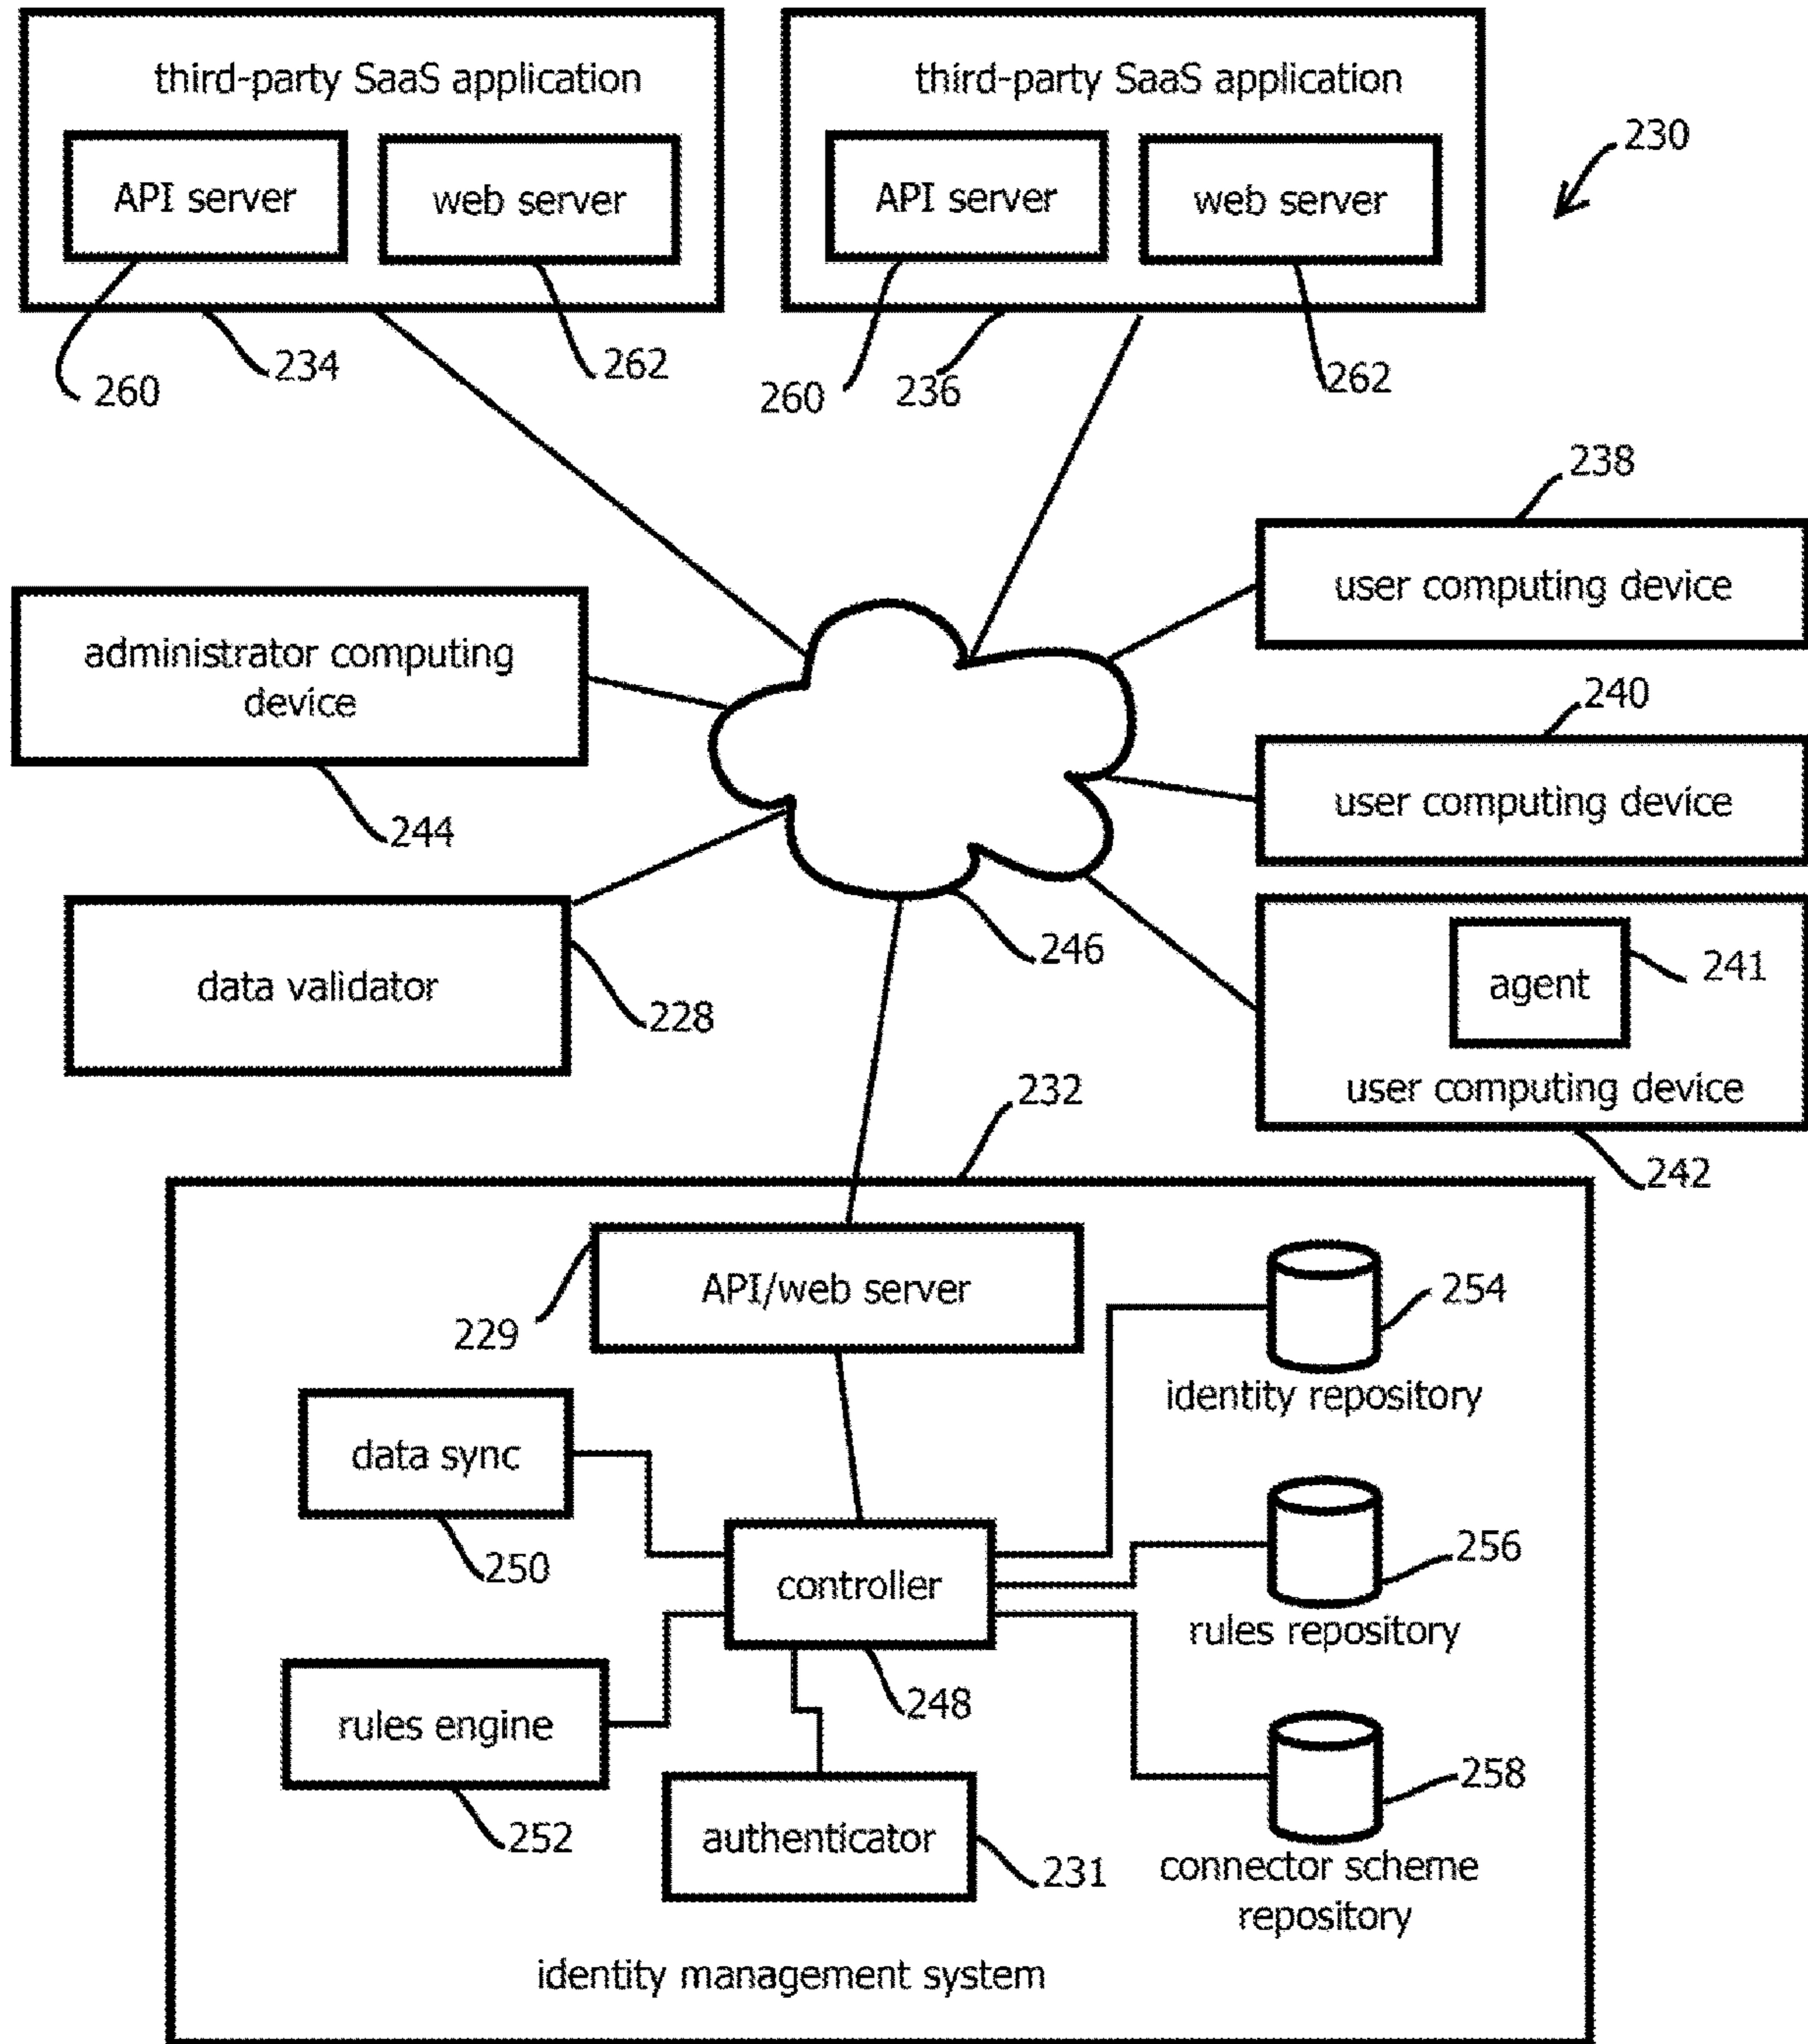 third-party SaaS application
API server
web server
260
234
262
third-party SaaS application
API server
web server
260
236
262
230
238
user computing device
administrator computing
device
244
240
user computing device
data validator
228
246
agent
241
user computing device
242
232
API/web server
229
254
identity repository
data sync
250
controller
248
256
rules repository
rules engine
252
authenticator
231
258
connector scheme
repository
identity management system